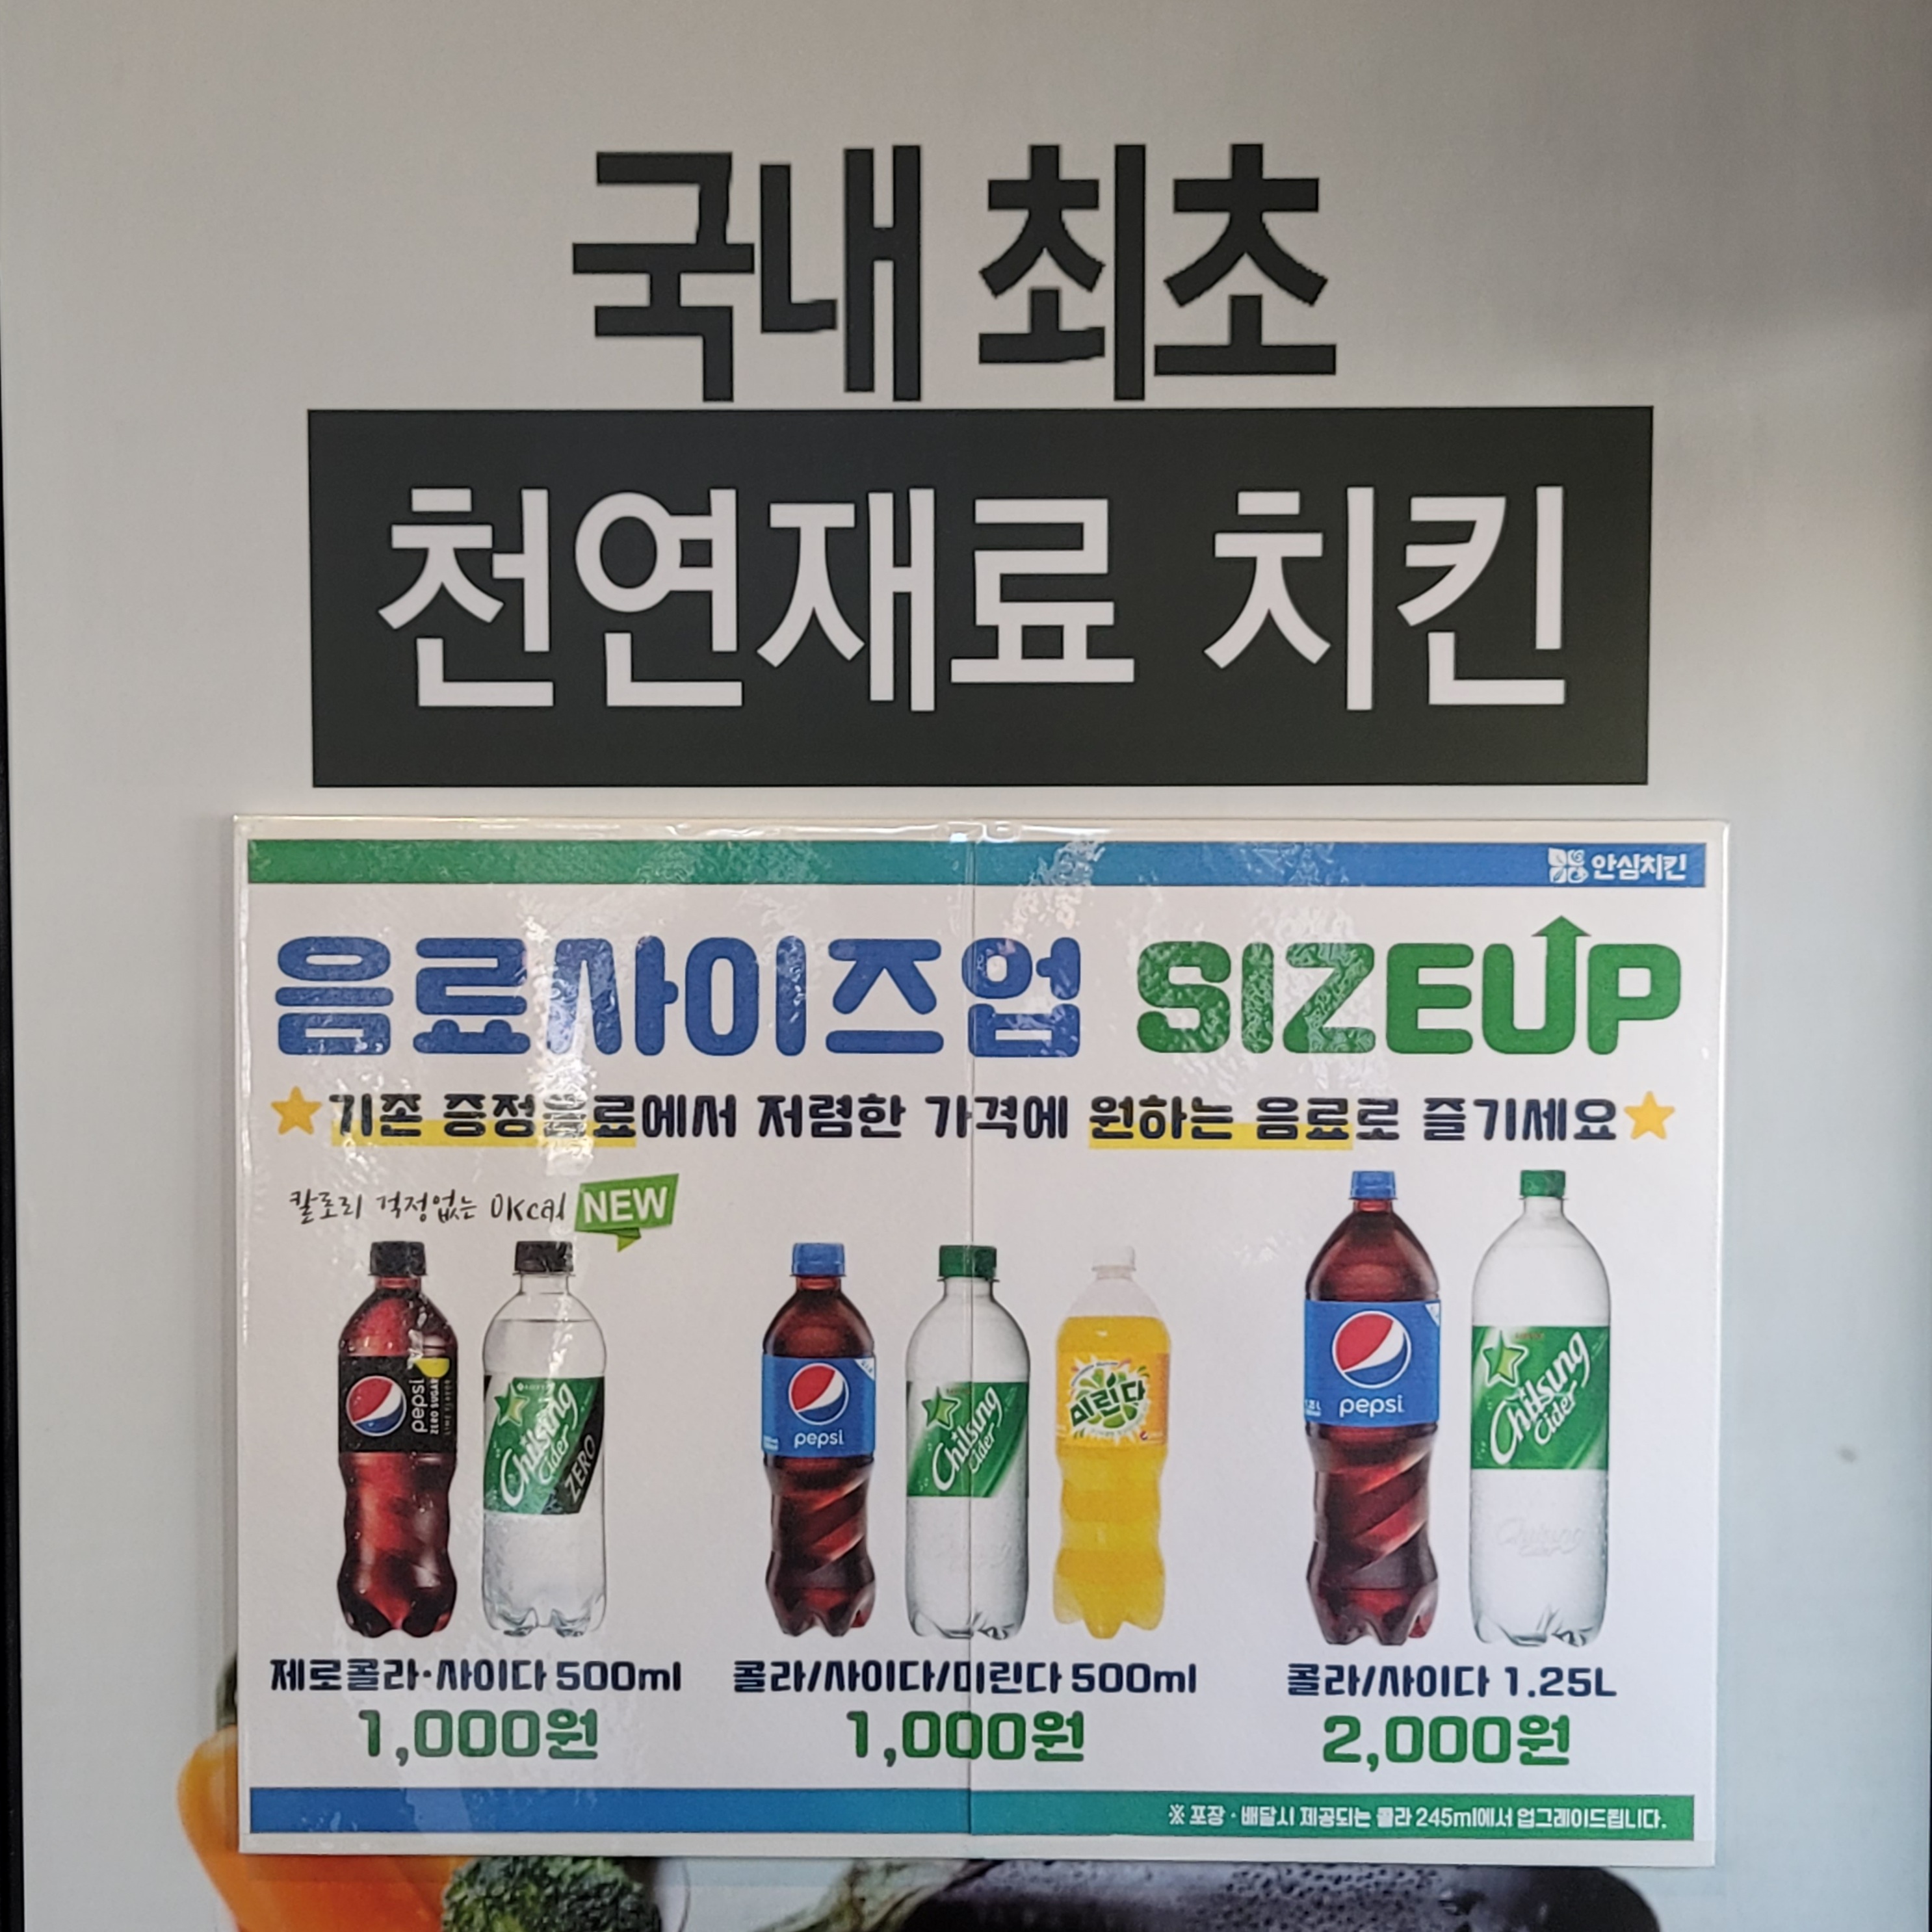 국내 최초
천연재료 치킨
안심치킨
음료사이즈업 SIZEUP
기존 증정음료에서 저렴한 가격에 원하는 음료로 즐기세요
칼로리 걱정없는 0Kcal NEW
pepsi
ZERO SUGAR
Chilsung
Cider
ZERO
pepsi
Chilsung
Cider
미린다
pepsi
Chilsung
Cider
제로콜라·사이다 500ml
1,000원
콜라/사이다/미린다 500ml
1,000원
콜라/사이다 1.25L
2,000원
※ 포장·배달시 제공되는 콜라 245ml에서 업그레이드됩니다.